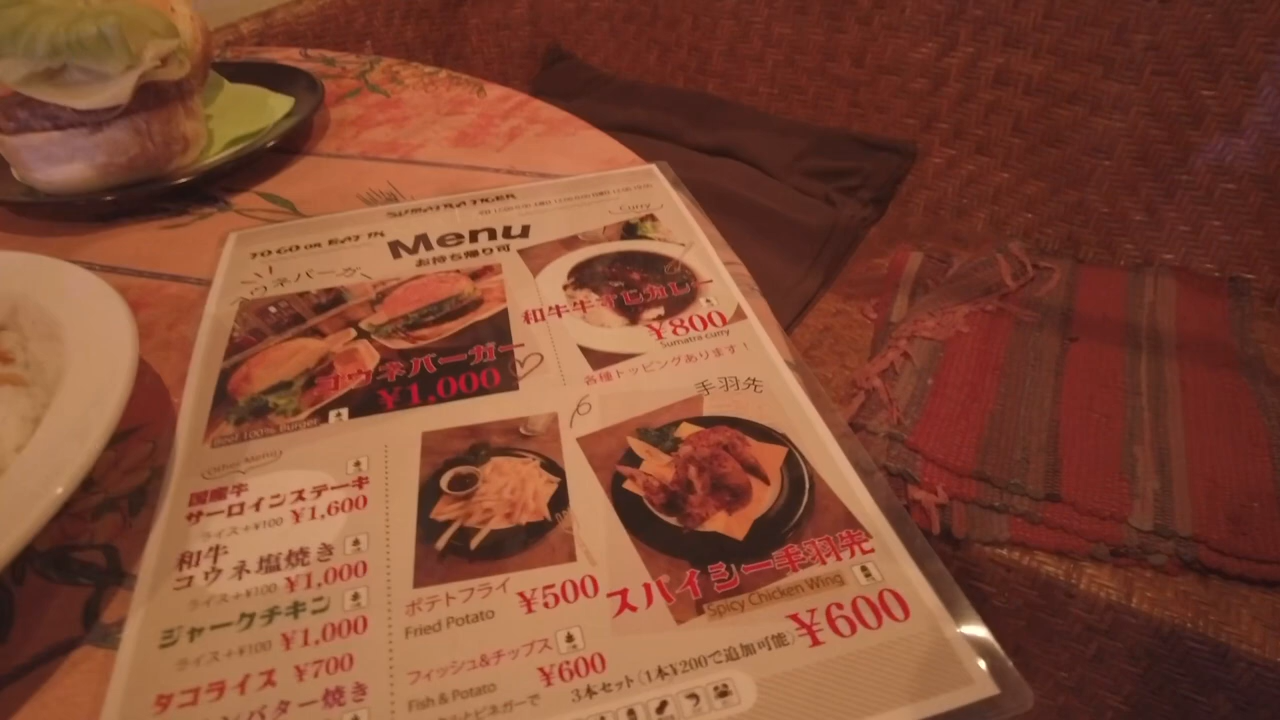 SUMATRA TIGER
TO GO OR EAT IN
Menu
お持ち帰り可
Curry
コウネバーガー
¥1,000
Beef 100% Burger
和牛牛すじカレー
¥800
Sumatra curry
各種トッピングあります!
手羽先
Other Menu
国産牛
サーロインステーキ
ライス+¥100 ¥1,600
和牛
コウネ塩焼き
ライス+¥100 ¥1,000
ジャークチキン
ライス+¥100 ¥1,000
タコライス ¥700
バター焼き
ポテトフライ ¥500
Fried Potato
フィッシュ&チップス
¥600
Fish & Potato
モルトビネガーで
スパイシー手羽先
Spicy Chicken Wing
¥600
3本セット(1本¥200で追加可能)